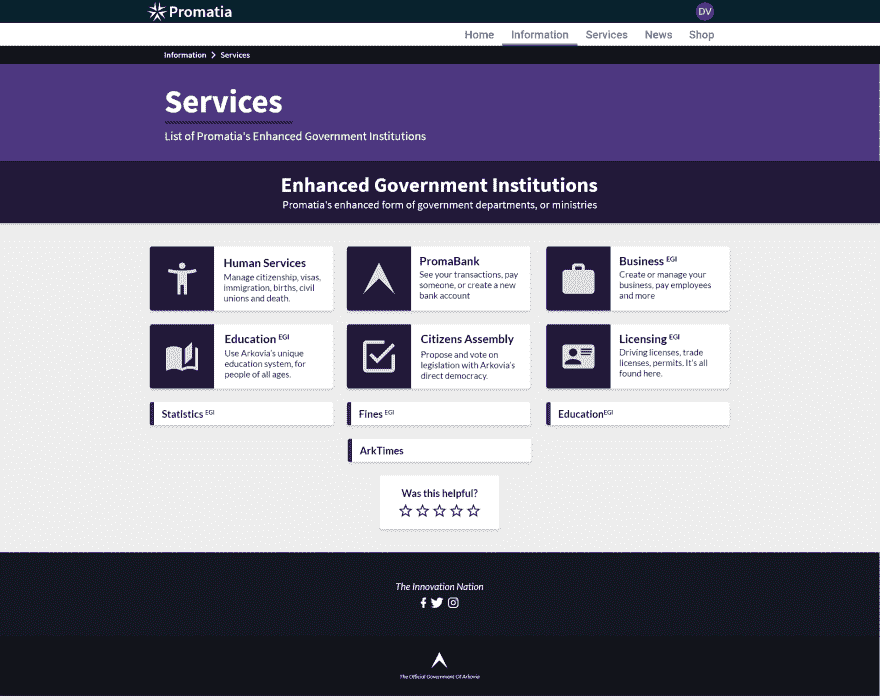 Promatia
DV
Home Information Services News Shop
Information > Services
Services
List of Promatia's Enhanced Government Institutions
Enhanced Government Institutions
Promatia's enhanced form of government departments, or ministries
Human Services
Manage citizenship, visas,
immigration, births, civil
unions and death.
PromaBank
See your transactions, pay
someone, or create a new
bank account
Business EGI
Create or manage your
business, pay employees
and more
Education EGI
Use Arkovia's unique
education system, for
people of all ages.
Citizens Assembly
Propose and vote on
legislation with Arkovia's
direct democracy.
Licensing EGI
Driving licenses, trade
licenses, permits. It's all
found here.
Statistics EGI
Fines EGI
EducationEGI
ArkTimes
Was this helpful?
The Innovation Nation
The Official Government Of Arkovia